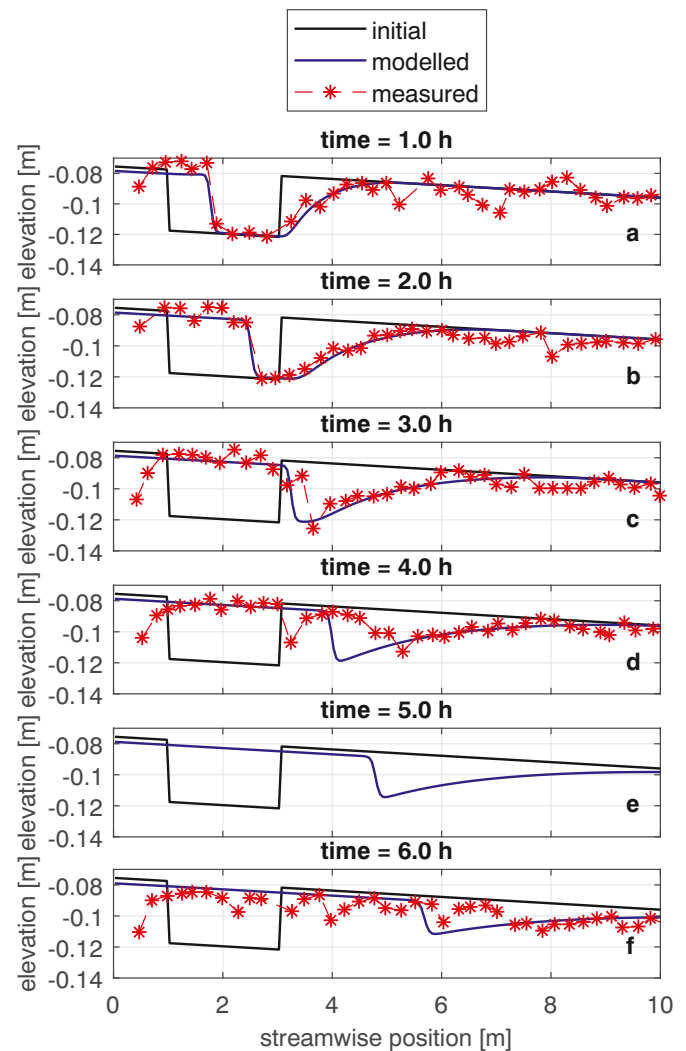 initial
modelled
measured
time = 1.0 h
elevation [m]
-0.08
-0.1
-0.12
-0.14
a
time = 2.0 h
elevation [m]
-0.08
-0.1
-0.12
-0.14
b
time = 3.0 h
elevation [m]
-0.08
-0.1
-0.12
-0.14
c
time = 4.0 h
elevation [m]
-0.08
-0.1
-0.12
-0.14
d
time = 5.0 h
elevation [m]
-0.08
-0.1
-0.12
-0.14
e
time = 6.0 h
elevation [m]
-0.08
-0.1
-0.12
-0.14
f
0 2 4 6 8 10
streamwise position [m]